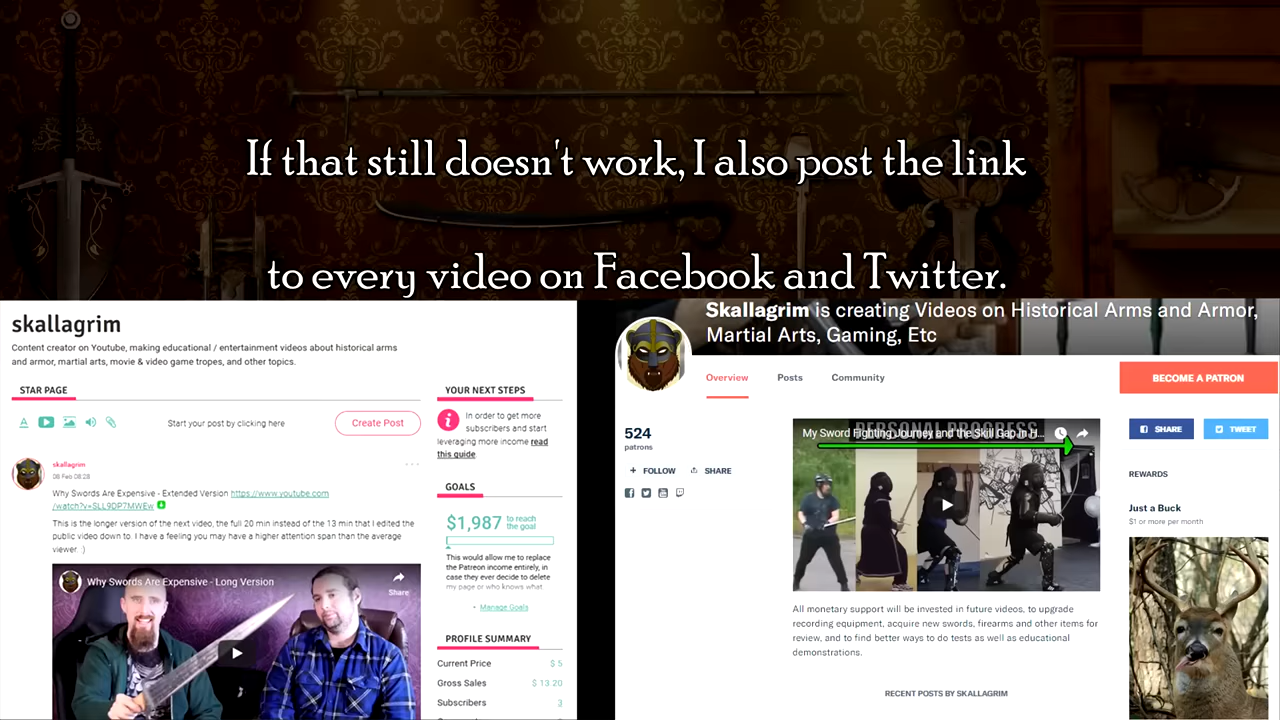 If that still doesn't work, I also post the link
to every video on Facebook and Twitter.
skallagrim
Content creator on Youtube, making educational / entertainment videos about historical arms
and armor, martial arts, movie & video game tropes, and other topics.
STAR PAGE
Start your post by clicking here
Create Post
skallagrim
08 Feb 08:28
Why Swords Are Expensive - Extended Version https://www.youtube.com
/watch?v=SLL9DP7MWEw
This is the longer version of the next video, the full 20 min instead of the 13 min that I edited the
public video down to. I have a feeling you may have a higher attention span than the average
viewer. :)
Why Swords Are Expensive - Long Version
Share
YOUR NEXT STEPS
In order to get more
subscribers and start
leveraging more income read
this guide
GOALS
$1,987 to reach
the goal
This would allow me to replace
the Patreon income entirely, in
case they ever decide to delete
my page or who knows what.
Manage Goals
PROFILE SUMMARY
Current Price $ 5
Gross Sales $ 13.20
Subscribers 3
Skallagrim is creating Videos on Historical Arms and Armor,
Martial Arts, Gaming, Etc
Overview Posts Community
BECOME A PATRON
524
patrons
FOLLOW SHARE
PERSONAL PROGRESS
My Sword Fighting Journey and the Skill Gap in H...
All monetary support will be invested in future videos, to upgrade
recording equipment, acquire new swords, firearms and other items for
review, and to find better ways to do tests as well as educational
demonstrations.
RECENT POSTS BY SKALLAGRIM
SHARE TWEET
REWARDS
Just a Buck
$1 or more per month